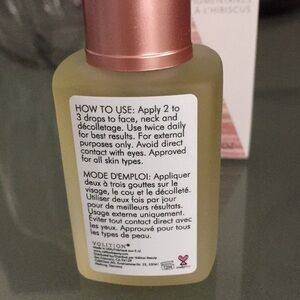 À L'HIBISCUS
HOW TO USE: Apply 2 to
3 drops to face, neck and
décolletage. Use twice daily
for best results. For external
purposes only. Avoid direct
contact with eyes. Approved
for all skin types.
MODE D'EMPLOI: Appliquer
deux à trois gouttes sur le
visage, le cou et le décolleté.
Utiliser deux fois par jour
pour de meilleurs résultats.
Usage externe uniquement.
Éviter tout contact direct avec
les yeux. Approuvé pour tous
les types de peau.
VOLITION